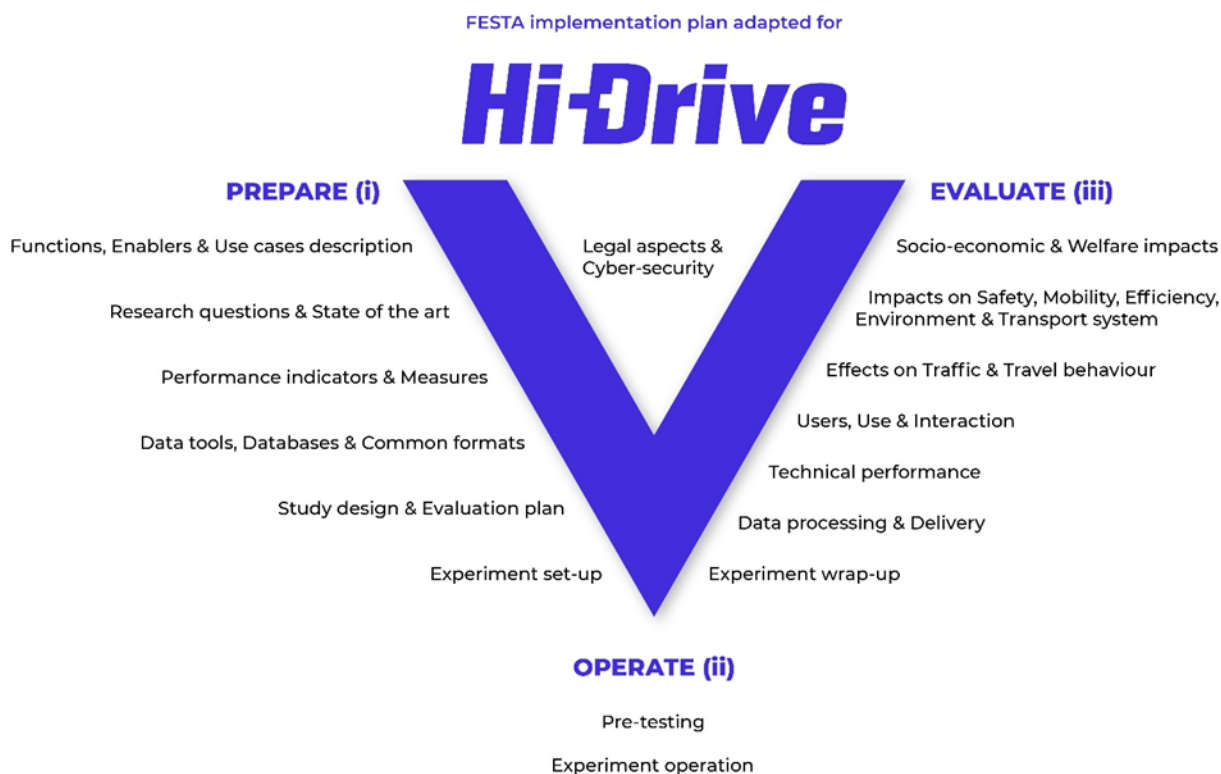 FESTA implementation plan adapted for
Hi-Drive
PREPARE (i)
Functions, Enablers & Use cases description
Research questions & State of the art
Performance indicators & Measures
Data tools, Databases & Common formats
Study design & Evaluation plan
Experiment set-up
Legal aspects &
Cyber-security
EVALUATE (iii)
Socio-economic & Welfare impacts
Impacts on Safety, Mobility, Efficiency,
Environment & Transport system
Effects on Traffic & Travel behaviour
Users, Use & Interaction
Technical performance
Data processing & Delivery
Experiment wrap-up
OPERATE (ii)
Pre-testing
Experiment operation